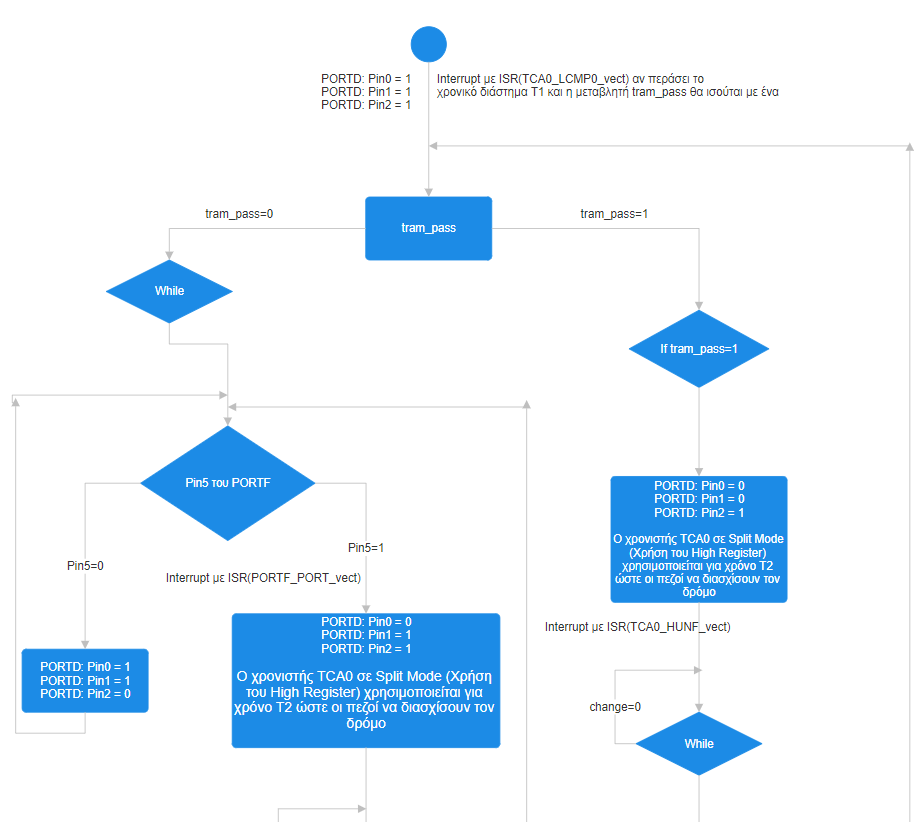 PORTD: Pin0 = 1
PORTD: Pin1 = 1
PORTD: Pin2 = 1
Interrupt με ISR(TCA0_LCMP0_vect) αν περάσει το
χρονικό διάστημα T1 και η μεταβλητή tram_pass θα ισούται με ένα
tram_pass=0
tram_pass
tram_pass=1
While
If tram_pass=1
Pin5 του PORTF
Pin5=0
Pin5=1
Interrupt με ISR(PORTF_PORT_vect)
PORTD: Pin0 = 1
PORTD: Pin1 = 1
PORTD: Pin2 = 0
PORTD: Pin0 = 0
PORTD: Pin1 = 1
PORTD: Pin2 = 1
Ο χρονιστής TCA0 σε Split Mode (Χρήση
του High Register) χρησιμοποιείται για
χρόνο T2 ώστε οι πεζοί να διασχίσουν τον
δρόμο
PORTD: Pin0 = 0
PORTD: Pin1 = 0
PORTD: Pin2 = 1
Ο χρονιστής TCA0 σε Split Mode
(Χρήση του High Register)
χρησιμοποιείται για χρόνο T2
ώστε οι πεζοί να διασχίσουν τον
δρόμο
Interrupt με ISR(TCA0_HUNF_vect)
change=0
While